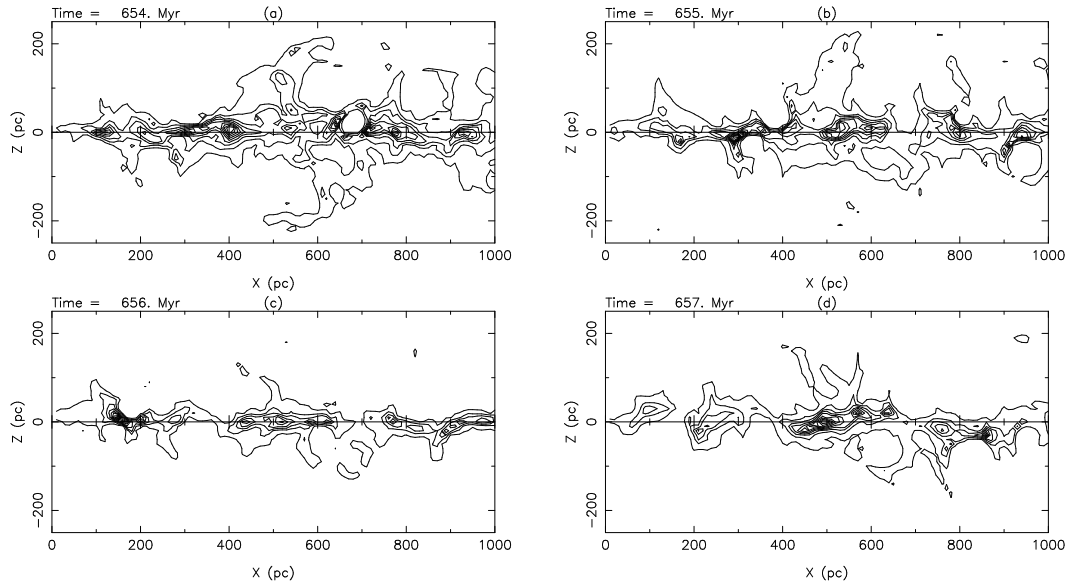 Time = 654. Myr (a)
200
0
−200
Z (pc)
0 200 400 600 800 1000
X (pc)
Time = 655. Myr (b)
200
0
−200
Z (pc)
0 200 400 600 800 1000
X (pc)
Time = 656. Myr (c)
200
0
−200
Z (pc)
0 200 400 600 800 1000
X (pc)
Time = 657. Myr (d)
200
0
−200
Z (pc)
0 200 400 600 800 1000
X (pc)